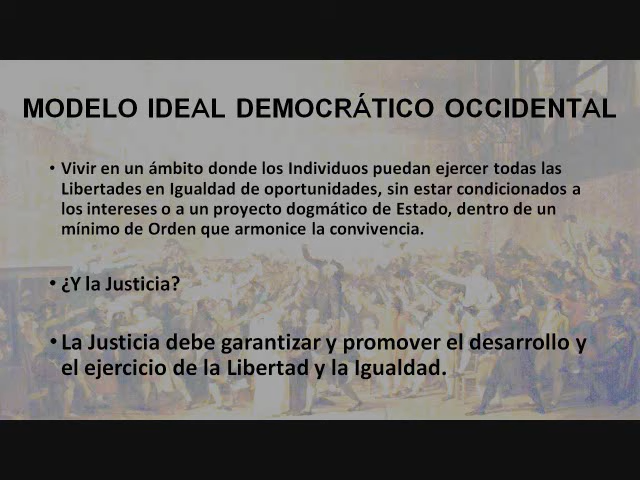 MODELO IDEAL DEMOCRÁTICO OCCIDENTAL
• Vivir en un ámbito donde los Individuos puedan ejercer todas las
Libertades en Igualdad de oportunidades, sin estar condicionados a
los intereses o a un proyecto dogmático de Estado, dentro de un
mínimo de Orden que armonice la convivencia.
• ¿Y la Justicia?
• La Justicia debe garantizar y promover el desarrollo y
el ejercicio de la Libertad y la Igualdad.